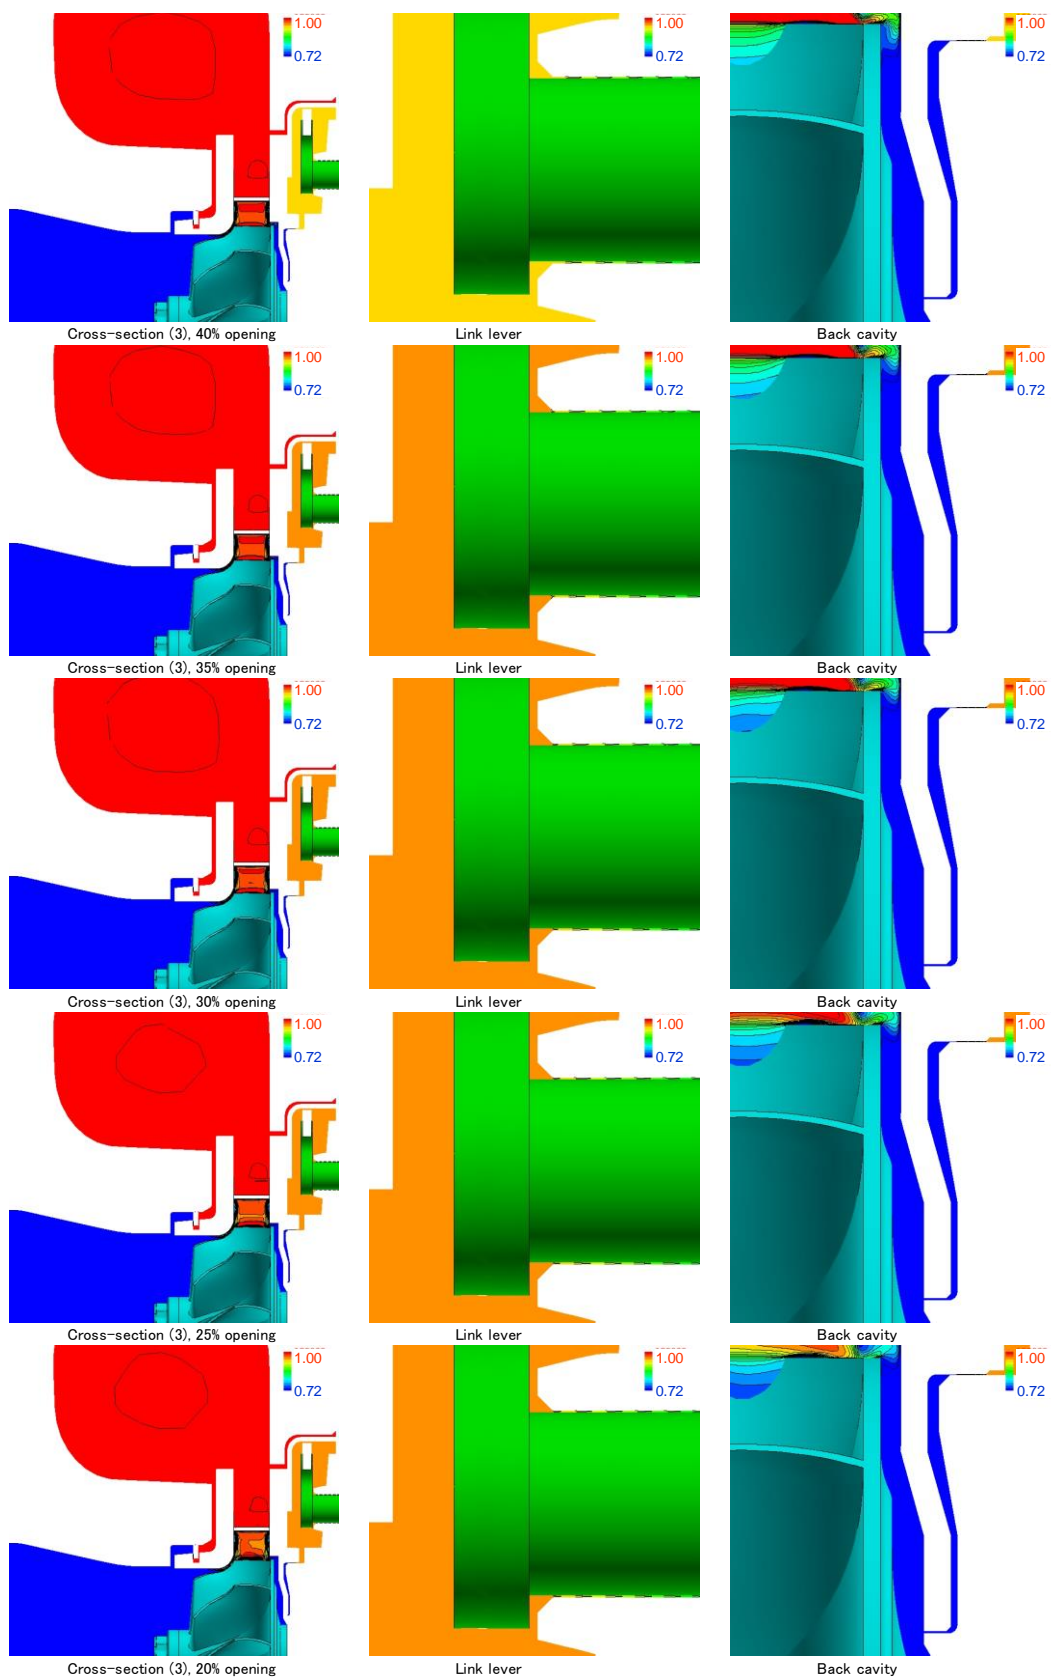 1.00 1.00 1.00
0.72 0.72 0.72
Cross-section (3), 40% opening Link lever Back cavity
1.00 1.00 1.00
0.72 0.72 0.72
Cross-section (3), 35% opening Link lever Back cavity
1.00 1.00 1.00
0.72 0.72 0.72
Cross-section (3), 30% opening Link lever Back cavity
1.00 1.00 1.00
0.72 0.72 0.72
Cross-section (3), 25% opening Link lever Back cavity
1.00 1.00 1.00
0.72 0.72 0.72
Cross-section (3), 20% opening Link lever Back cavity